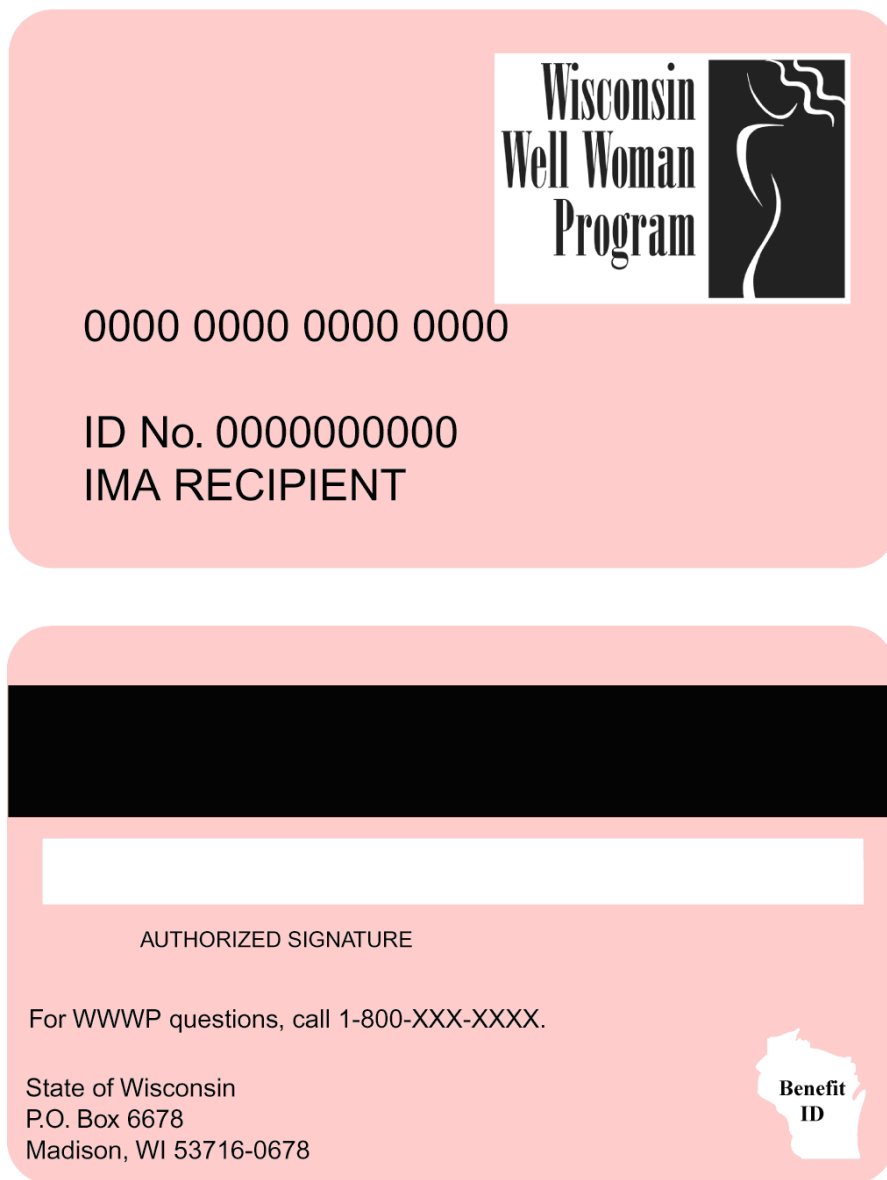 Wisconsin
Well Woman
Program
0000 0000 0000 0000
ID No. 0000000000
IMA RECIPIENT
AUTHORIZED SIGNATURE
For WWWP questions, call 1-800-XXX-XXXX.
State of Wisconsin
P.O. Box 6678
Madison, WI 53716-0678
Benefit
ID